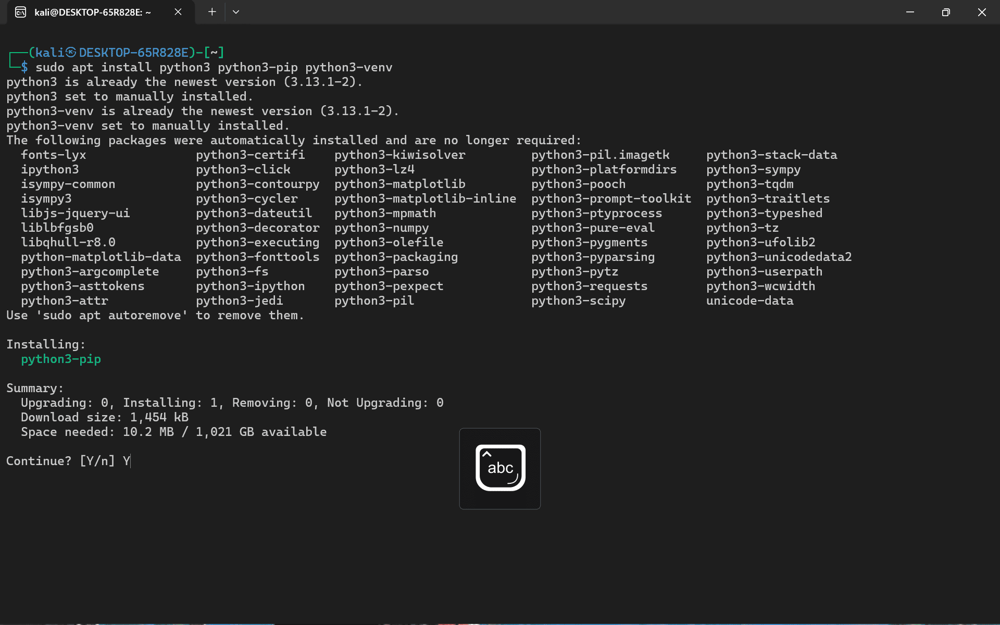 kali@DESKTOP-65R828E: ~
(kali㉿DESKTOP-65R828E)-[~]
$ sudo apt install python3 python3-pip python3-venv
python3 is already the newest version (3.13.1-2).
python3 set to manually installed.
python3-venv is already the newest version (3.13.1-2).
python3-venv set to manually installed.
The following packages were automatically installed and are no longer required:
fonts-lyx python3-certifi python3-kiwisolver python3-pil.imagetk python3-stack-data
ipython3 python3-click python3-lz4 python3-platformdirs python3-sympy
isympy-common python3-contourpy python3-matplotlib python3-pooch python3-tqdm
isympy3 python3-cycler python3-matplotlib-inline python3-prompt-toolkit python3-traitlets
libjs-jquery-ui python3-dateutil python3-mpmath python3-ptyprocess python3-typeshed
liblbfgsb0 python3-decorator python3-numpy python3-pure-eval python3-tz
libqhull-r8.0 python3-executing python3-olefile python3-pygments python3-ufolib2
python-matplotlib-data python3-fonttools python3-packaging python3-pyparsing python3-unicodedata2
python3-argcomplete python3-fs python3-parso python3-pytz python3-userpath
python3-asttokens python3-ipython python3-pexpect python3-requests python3-wcwidth
python3-attr python3-jedi python3-pil python3-scipy unicode-data
Use 'sudo apt autoremove' to remove them.
Installing:
python3-pip
Summary:
Upgrading: 0, Installing: 1, Removing: 0, Not Upgrading: 0
Download size: 1,454 kB
Space needed: 10.2 MB / 1,021 GB available
Continue? [Y/n] Y
abc